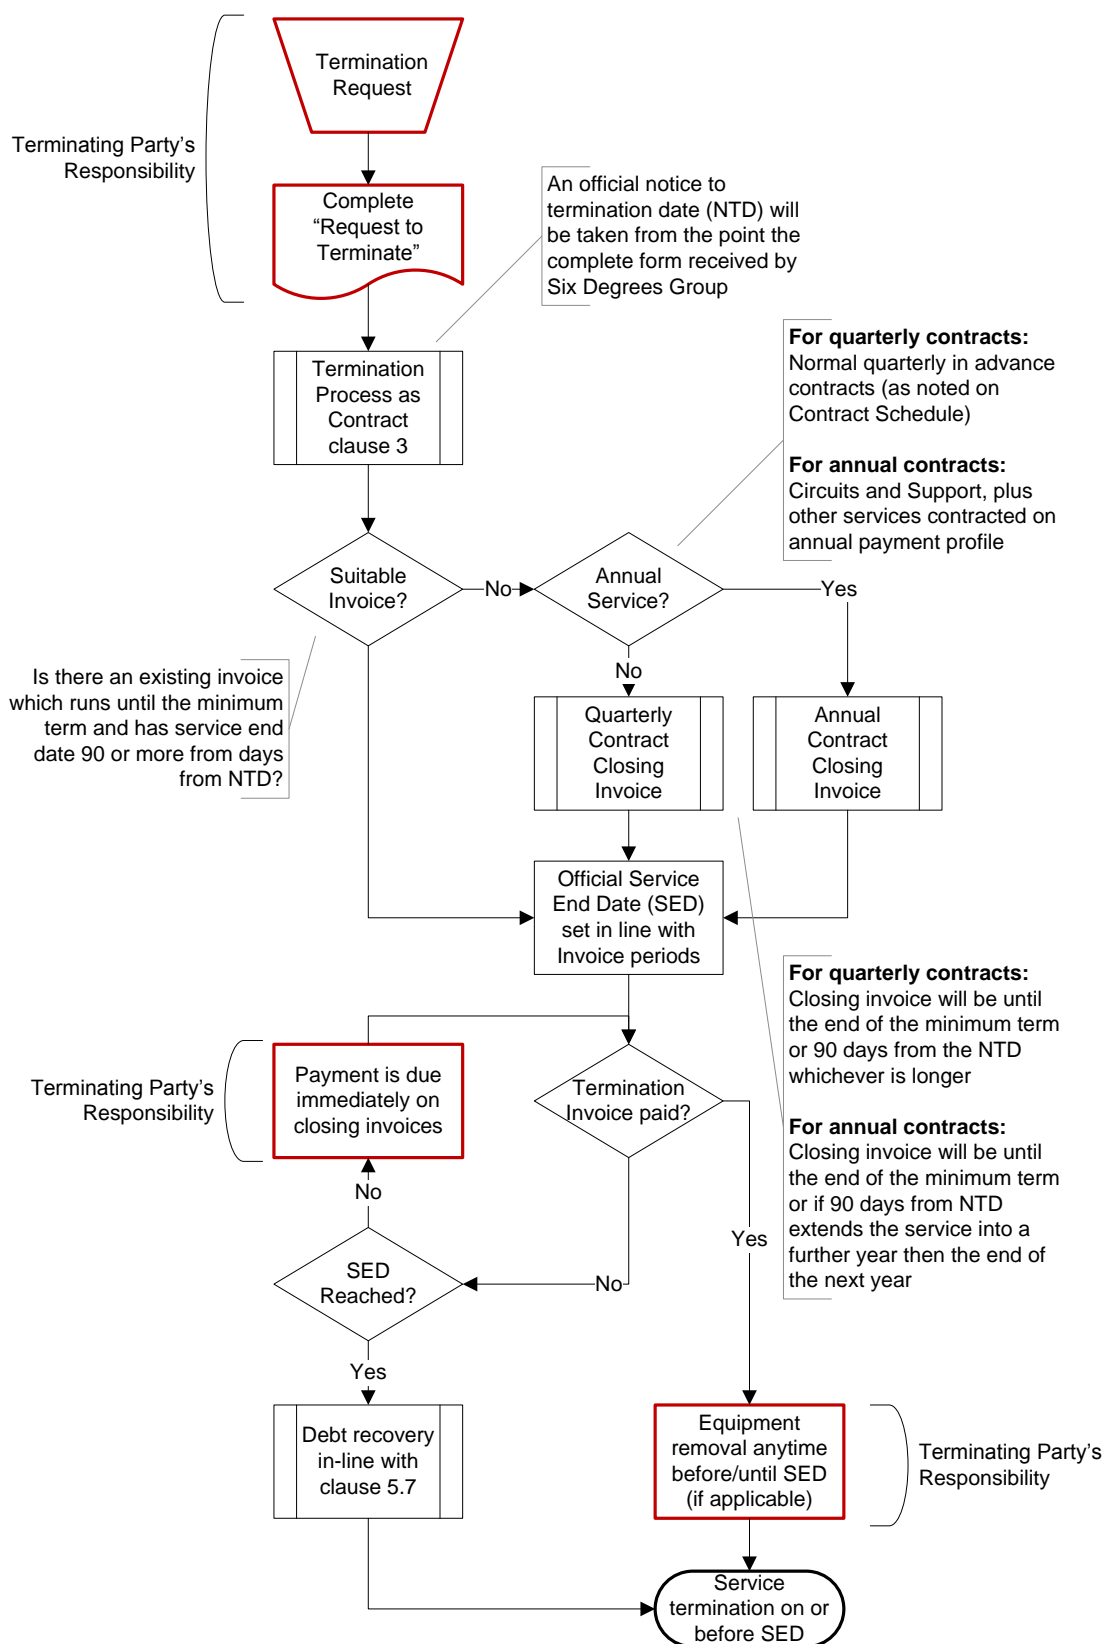 Termination
Request
Terminating Party's
Responsibility
Complete
“Request to
Terminate”
An official notice to
termination date (NTD) will
be taken from the point the
complete form received by
Six Degrees Group
Termination
Process as
Contract
clause 3
For quarterly contracts:
Normal quarterly in advance
contracts (as noted on
Contract Schedule)
For annual contracts:
Circuits and Support, plus
other services contracted on
annual payment profile
Suitable
Invoice?
No
Annual
Service?
Yes
No
Is there an existing invoice
which runs until the minimum
term and has service end
date 90 or more from days
from NTD?
Quarterly
Contract
Closing
Invoice
Annual
Contract
Closing
Invoice
Official Service
End Date (SED)
set in line with
Invoice periods
For quarterly contracts:
Closing invoice will be until
the end of the minimum term
or 90 days from the NTD
whichever is longer
For annual contracts:
Closing invoice will be until
the end of the minimum term
or if 90 days from NTD
extends the service into a
further year then the end of
the next year
Terminating Party's
Responsibility
Payment is due
immediately on
closing invoices
Termination
Invoice paid?
No
Yes
SED
Reached?
No
Yes
Debt recovery
in-line with
clause 5.7
Equipment
removal anytime
before/until SED
(if applicable)
Terminating Party's
Responsibility
Service
termination on or
before SED